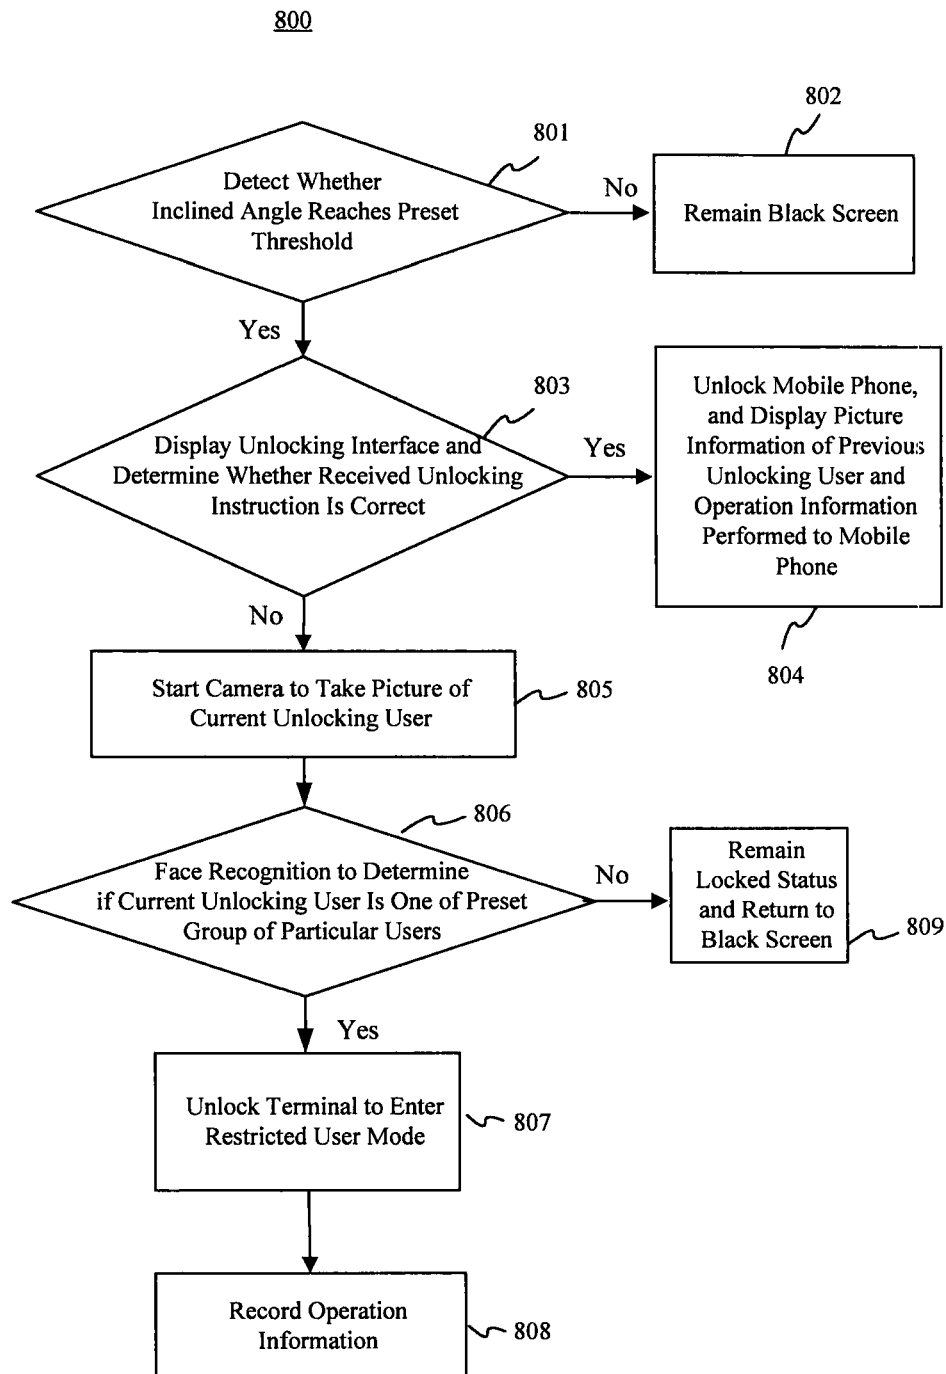 800
802
801
Detect Whether
Inclined Angle Reaches Preset
Threshold
No
Remain Black Screen
Yes
803
Display Unlocking Interface and
Determine Whether Received Unlocking
Instruction Is Correct
Yes
Unlock Mobile Phone,
and Display Picture
Information of Previous
Unlocking User and
Operation Information
Performed to Mobile
Phone
804
No
Start Camera to Take Picture of
Current Unlocking User
805
806
Face Recognition to Determine
if Current Unlocking User Is One of Preset
Group of Particular Users
No
Remain
Locked Status
and Return to
Black Screen
809
Yes
Unlock Terminal to Enter
Restricted User Mode
807
Record Operation
Information
808